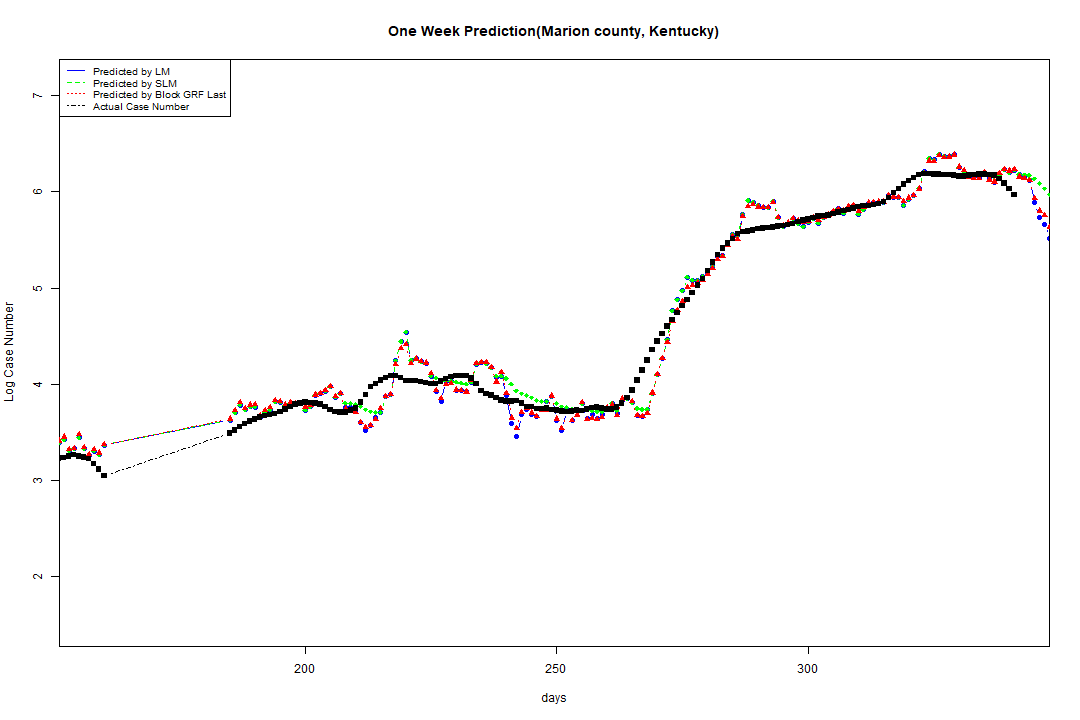 One Week Prediction(Marion county, Kentucky)
Predicted by LM
Predicted by SLM
Predicted by Block GRF Last
Actual Case Number
7
6
5
4
3
2
Log Case Number
200 250 300
days